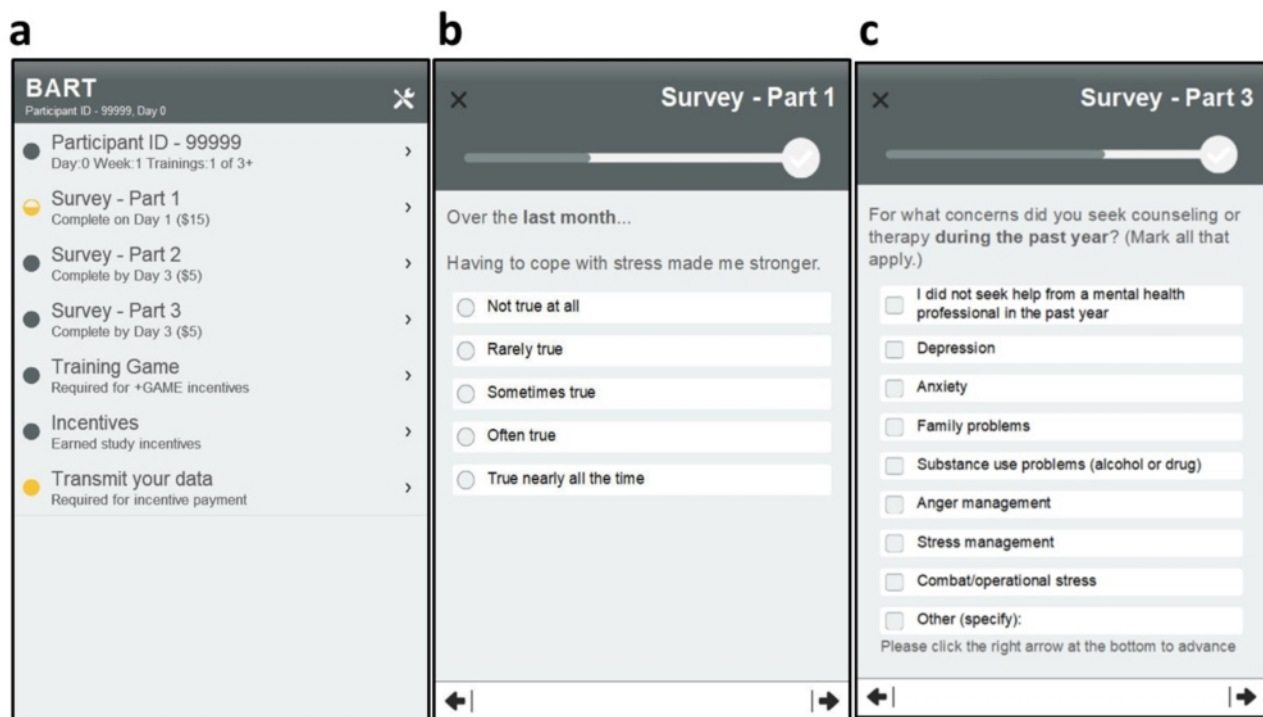 a
BART
Participant ID - 99999, Day 0
Participant ID - 99999
Day:0 Week:1 Trainings:1 of 3+
Survey - Part 1
Complete on Day 1 ($15)
Survey - Part 2
Complete by Day 3 ($5)
Survey - Part 3
Complete by Day 3 ($5)
Training Game
Required for +GAME incentives
Incentives
Earned study incentives
Transmit your data
Required for incentive payment
b
Survey - Part 1
Over the last month...
Having to cope with stress made me stronger.
Not true at all
Rarely true
Sometimes true
Often true
True nearly all the time
c
Survey - Part 3
For what concerns did you seek counseling or
therapy during the past year? (Mark all that
apply.)
I did not seek help from a mental health
professional in the past year
Depression
Anxiety
Family problems
Substance use problems (alcohol or drug)
Anger management
Stress management
Combat/operational stress
Other (specify):
Please click the right arrow at the bottom to advance